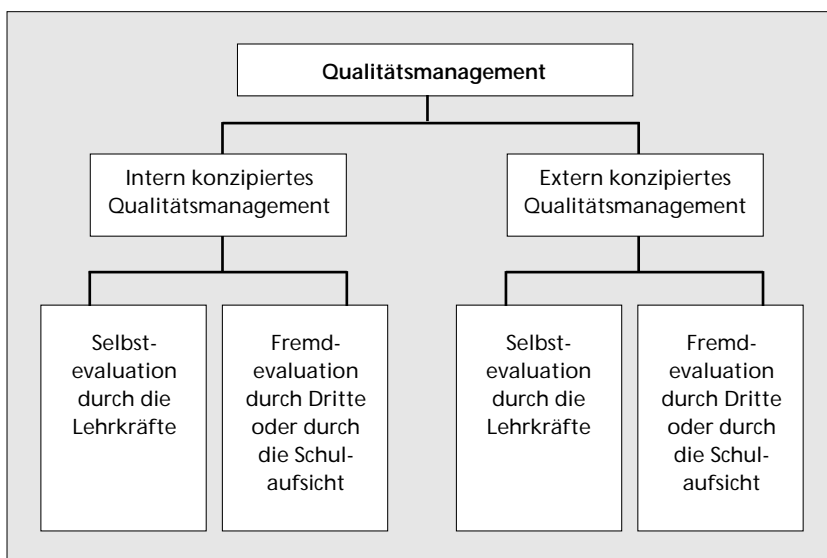 Qualitätsmanagement
Intern konzipiertes
Qualitätsmanagement
Extern konzipiertes
Qualitätsmanagement
Selbst-
evaluation
durch die
Lehrkräfte
Fremd-
evaluation
durch Dritte
oder durch
die Schul-
aufsicht
Selbst-
evaluation
durch die
Lehrkräfte
Fremd-
evaluation
durch Dritte
oder durch
die Schul-
aufsicht